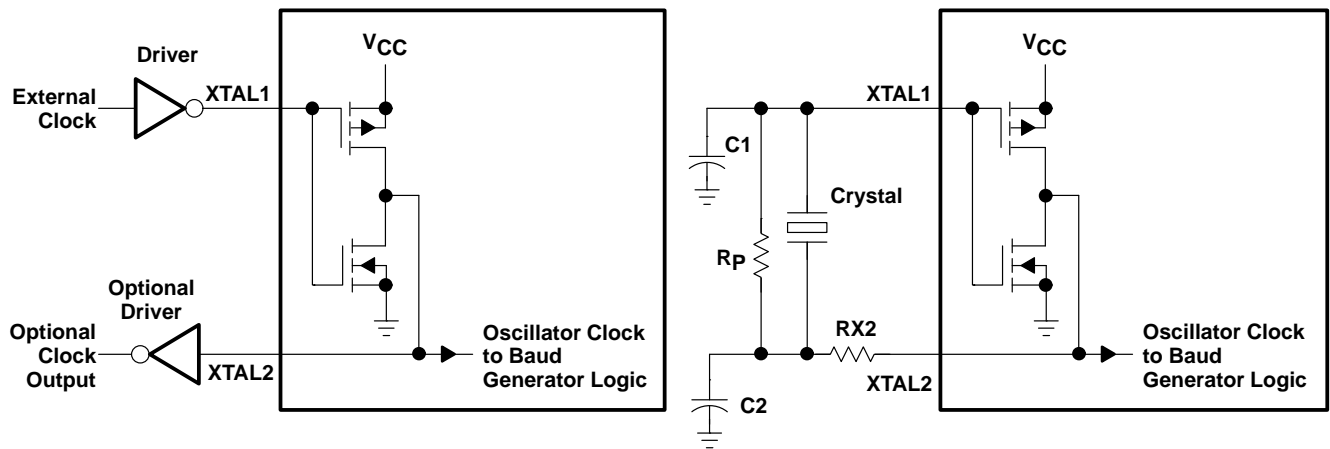 Driver
VCC
External
Clock
XTAL1
Optional
Driver
Optional
Clock
Output
XTAL2
Oscillator Clock
to Baud
Generator Logic
VCC
XTAL1
C1
Crystal
RP
RX2
XTAL2
C2
Oscillator Clock
to Baud
Generator Logic